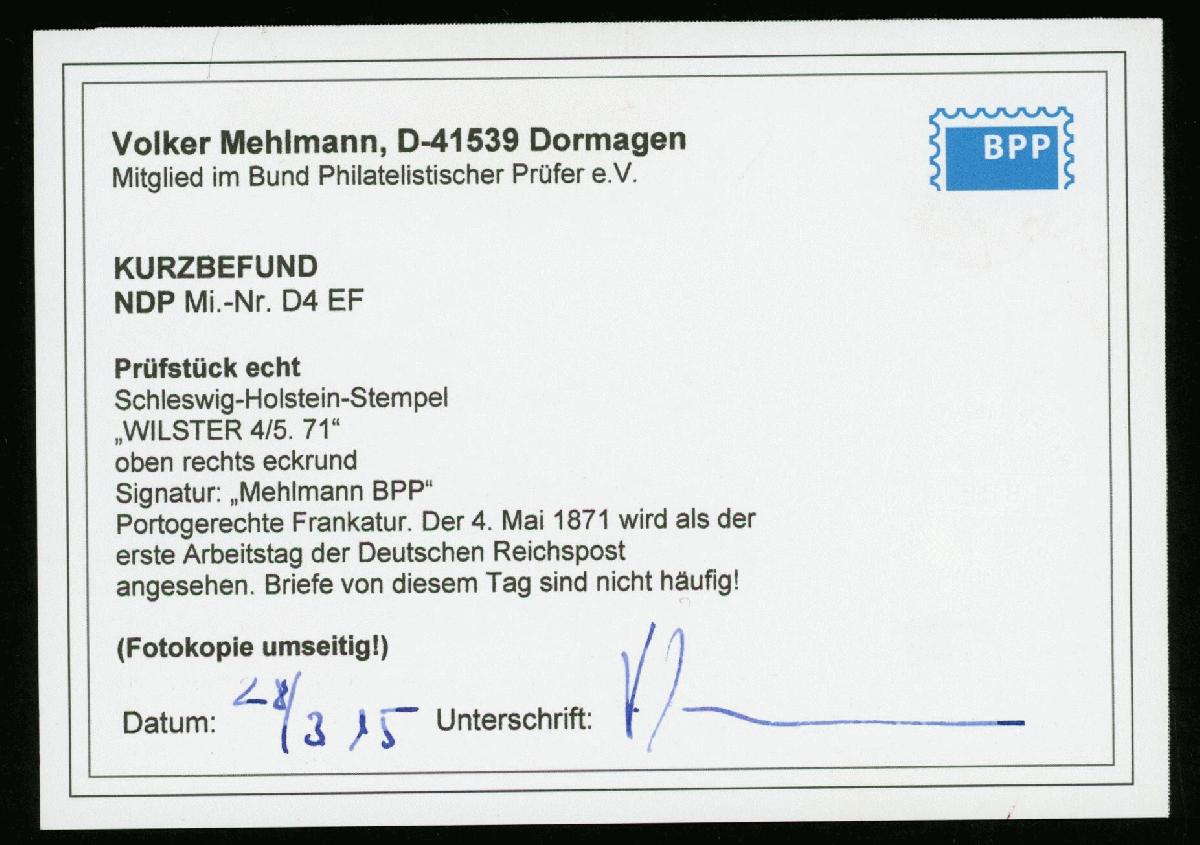 Volker Mehlmann, D-41539 Dormagen
Mitglied im Bund Philatelistischer Prüfer e.V.
BPP
KURZBEFUND
NDP Mi.-Nr. D4 EF
Prüfstück echt
Schleswig-Holstein-Stempel
„WILSTER 4/5. 71“
oben rechts eckrund
Signatur: „Mehlmann BPP“
Portogerechte Frankatur. Der 4. Mai 1871 wird als der
erste Arbeitstag der Deutschen Reichspost
angesehen. Briefe von diesem Tag sind nicht häufig!
(Fotokopie umseitig!)
Datum: 28/3 15 Unterschrift: